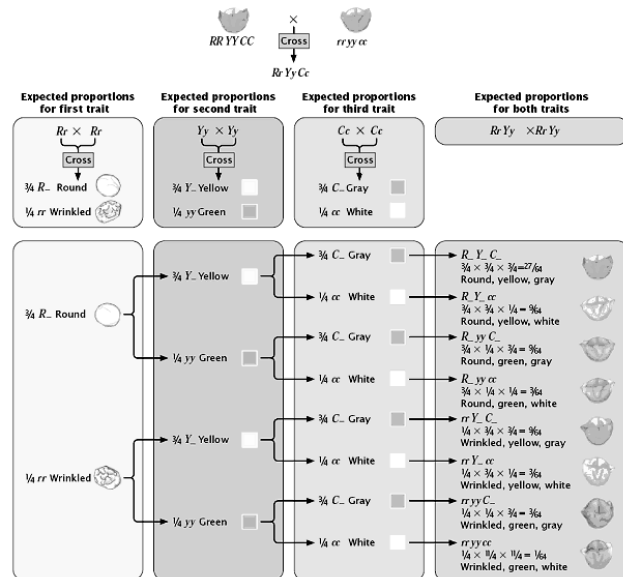 ×
RR YY CC
Cross
rr yy cc
Rr Yy Cc
Expected proportions
for first trait
Rr × Rr
Cross
¾ R_ Round
¼ rr Wrinkled
Expected proportions
for second trait
Yy × Yy
Cross
¾ Y_ Yellow
¼ yy Green
Expected proportions
for third trait
Cc × Cc
Cross
¾ C_ Gray
¼ cc White
Expected proportions
for both traits
Rr Yy × Rr Yy
¾ R_ Round
¼ rr Wrinkled
¾ Y_ Yellow
¼ yy Green
¾ Y_ Yellow
¼ yy Green
¾ C_ Gray
¼ cc White
¾ C_ Gray
¼ cc White
¾ C_ Gray
¼ cc White
¾ C_ Gray
¼ cc White
R_ Y_ C_
¾ × ¾ × ¾=27/64
Round, yellow, gray
R_Y_ cc
¾ × ¾ × ¼ = 9/64
Round, yellow, white
R_ yy C_
¾ × ¼ × ¾ = 9/64
Round, green, gray
R_ yy cc
¾ × ¼ × ¼ = 3/64
Round, green, white
rr Y_ C_
¼ × ¾ × ¾ = 9/64
Wrinkled, yellow, gray
rr Y_ cc
¼ × ¾ × ¼ = 3/64
Wrinkled, yellow, white
rr yy C_
¼ × ¼ × ¾ = 3/64
Wrinkled, green, gray
rr yy cc
¼ × 11/4 × 11/4 = 1/64
Wrinkled, green, white